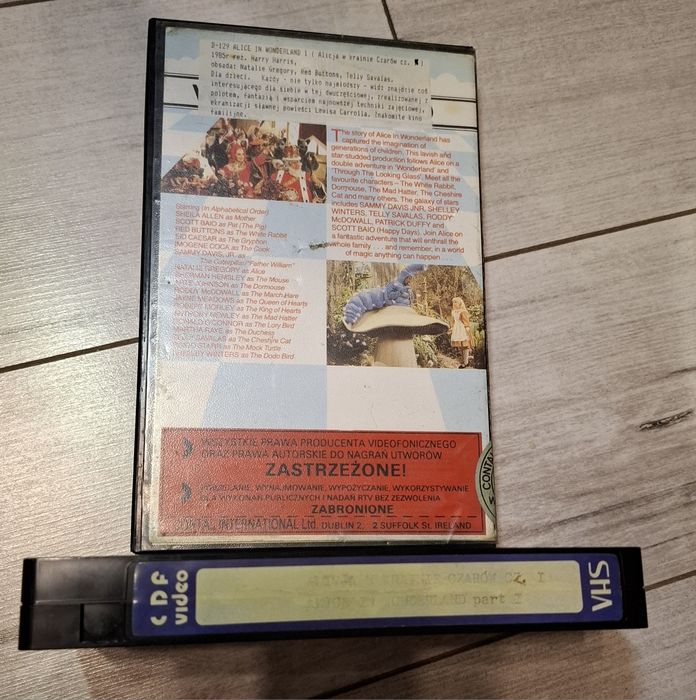 D-129 ALICE IN WONDERLAND 1 ( Alicja w krainie Czarów cz. )
1985r reż. Harry Harris,
obsada: Natalie Gregory, Red Buttons, Telly Savalas.
Dla dzieci. Każdy - nie tylko najmłodszy - widz znajdzie coś
interesującego dla siebie w tej dwuczęściowej, zrealizowanej z
polotem, fantazją i wsparciem najnowszej techniki zajęciowej,
ekranizacji sławnej powieści Lewisa Carrolla. Znakomite kino
familijne.
The story of Alice In Wonderland has
captured the imagination of
generations of children. This lavish and
star-studded production follows Alice on a
double adventure in 'Wonderland' and
'Through The Looking Glass'. Meet all the
favourite characters – The White Rabbit,
Dormouse, The Mad Hatter, The Cheshire
Cat and many others. The galaxy of stars
includes SAMMY DAVIS JNR, SHELLEY
WINTERS, TELLY SAVALAS, RODDY
McDOWALL, PATRICK DUFFY and
SCOTT BAIO (Happy Days). Join Alice on
a fantastic adventure that will enthrall the
whole family . . . and remember, in a world
of magic anything can happen . . .
Starring (In Alphabetical Order)
SHEILA ALLEN as Mother
SCOTT BAIO as Pat (The Pig)
RED BUTTONS as The White Rabbit
SID CAESAR as The Gryphon
IMOGENE COCA as The Cook
SAMMY DAVIS, JR. as
The Caterpillar/"Father William"
NATALIE GREGORY as Alice
SHERMAN HEMSLEY as The Mouse
ARTE JOHNSON as The Dormouse
RODDY McDOWALL as The March Hare
JAYNE MEADOWS as The Queen of Hearts
ROBERT MORLEY as The King of Hearts
ANTHONY NEWLEY as The Mad Hatter
DONALD O'CONNOR as The Lory Bird
MARTHA RAYE as The Duchess
TELLY SAVALAS as The Cheshire Cat
RINGO STARR as The Mock Turtle
SHELLEY WINTERS as The Dodo Bird
WSZYSTKIE PRAWA PRODUCENTA VIDEOFONICZNEGO
ORAZ PRAWA AUTORSKIE DO NAGRAŃ UTWORÓW
ZASTRZEŻONE!
POWIELANIE, WYNAJMOWANIE, WYPOŻYCZANIE, WYKORZYSTYWANIE
DLA WYKONAŃ PUBLICZNYCH I NADAŃ RTV BEZ ZEZWOLENIA
ZABRONIONE
INTERNATIONAL Ltd. DUBLIN 2, 2 SUFFOLK St. IRELAND
CDF
video
CZARÓW CZ. I
WONDERLAND part I
VHS